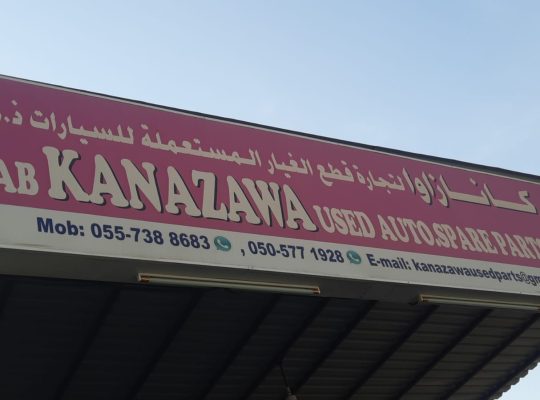 كانازاوا لتجارة قطع الغيار المستعملة للسيارات ذ.
AB KANAZAWA USED AUTO.SPARE PART
Mob: 055-738 8683 , 050-577 1928 E-mail: kanazawausedparts@gm